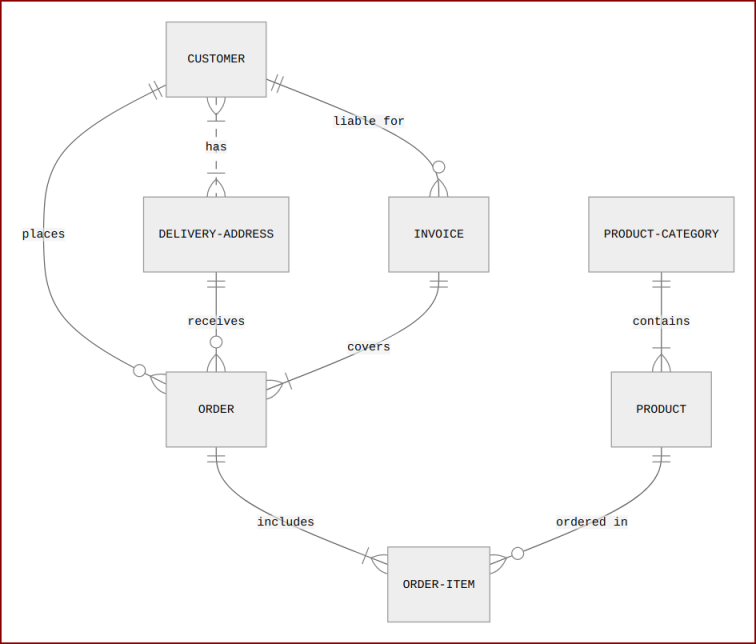 CUSTOMER
liable for
has
places
DELIVERY-ADDRESS
INVOICE
PRODUCT-CATEGORY
receives
contains
covers
ORDER
PRODUCT
includes
ordered in
ORDER-ITEM